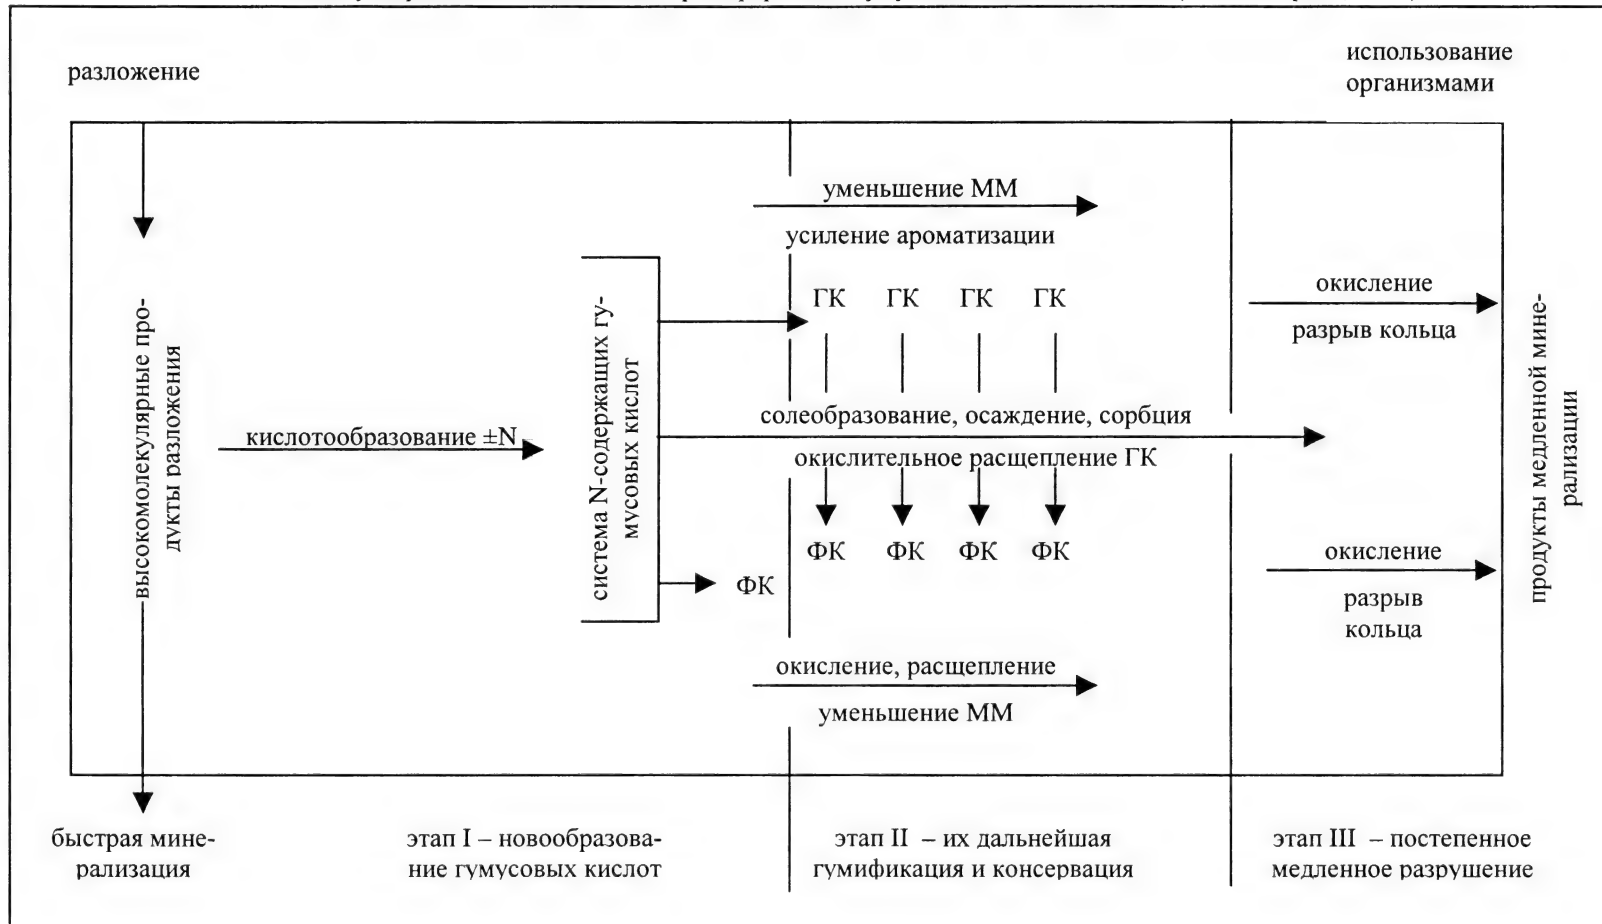 разложение
использование
организмами
уменьшение ММ
усиление ароматизации
ГК ГК ГК ГК
окисление
разрыв кольца
высокомолекулярные про-
дукты разложения
кислотообразование ±N
система N-содержащих гу-
мусовых кислот
солеобразование, осаждение, сорбция
окислительное расщепление ГК
ФК ФК ФК ФК
ФК
окисление
разрыв
кольца
продукты медленной мине-
рализации
окисление, расщепление
уменьшение ММ
быстрая мине-
рализация
этап I – новообразова-
ние гумусовых кислот
этап II – их дальнейшая
гумификация и консервация
этап III – постепенное
медленное разрушение